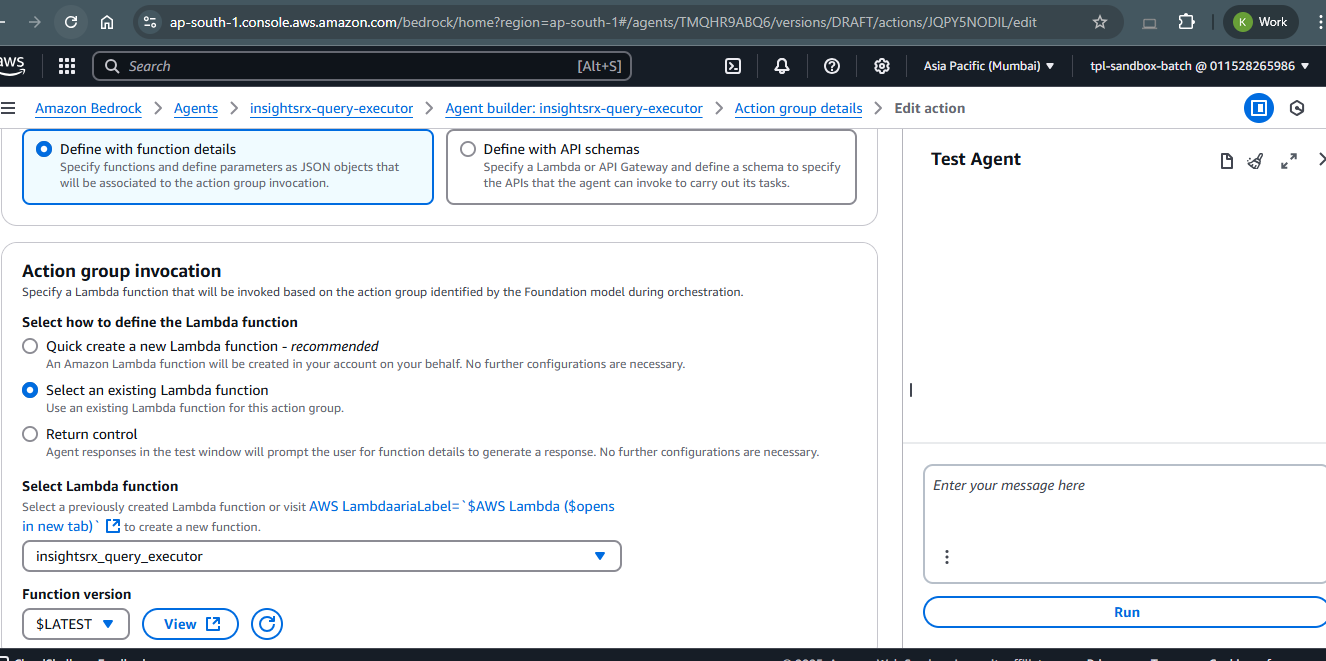 ap-south-1.console.aws.amazon.com/bedrock/home?region=ap-south-1#/agents/TMQHR9ABQ6/versions/DRAFT/actions/JQPY5NODIL/edit
K Work
aws
Search [Alt+S]
Asia Pacific (Mumbai)
tpl-sandbox-batch @ 011528265986
Amazon Bedrock
Agents
insightsrx-query-executor
Agent builder: insightsrx-query-executor
Action group details
Edit action
Define with function details
Specify functions and define parameters as JSON objects that
will be associated to the action group invocation.
Define with API schemas
Specify a Lambda or API Gateway and define a schema to specify
the APIs that the agent can invoke to carry out its tasks.
Action group invocation
Specify a Lambda function that will be invoked based on the action group identified by the Foundation model during orchestration.
Select how to define the Lambda function
Quick create a new Lambda function - recommended
An Amazon Lambda function will be created in your account on your behalf. No further configurations are necessary.
Select an existing Lambda function
Use an existing Lambda function for this action group.
Return control
Agent responses in the test window will prompt the user for function details to generate a response. No further configurations are necessary.
Select Lambda function
Select a previously created Lambda function or visit AWS LambdaariaLabel=`$AWS Lambda ($opens
in new tab)` to create a new function.
insightsrx_query_executor
Function version
$LATEST
View
Test Agent
Enter your message here
Run